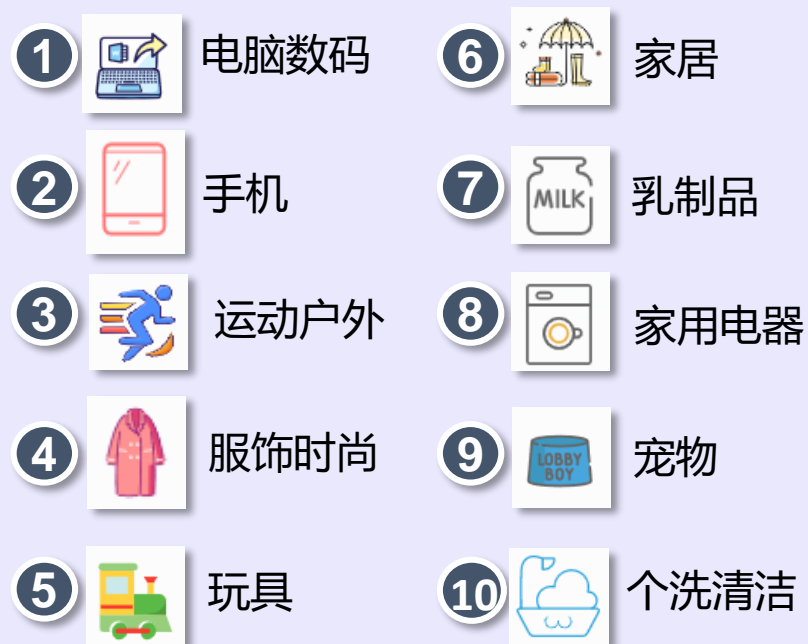 1 电脑数码
2 手机
3 运动户外
4 服饰时尚
5 玩具
6 家居
7 MILK 乳制品
8 家用电器
9 LOBBY
BOY 宠物
10 个洗清洁